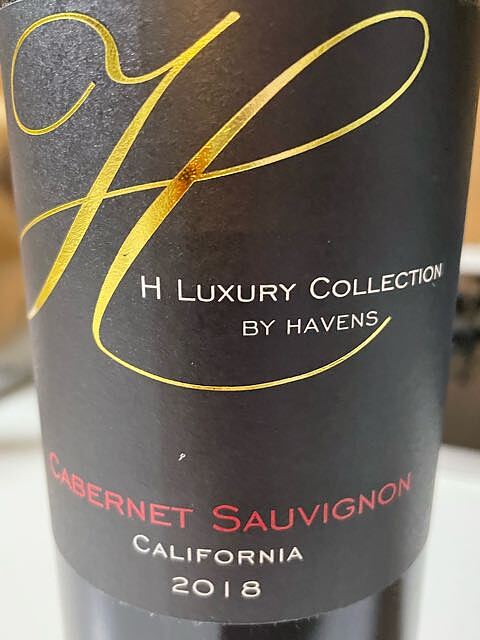 H
H LUXURY COLLECTION
BY HAVENS
CABERNET SAUVIGNON
CALIFORNIA
2018